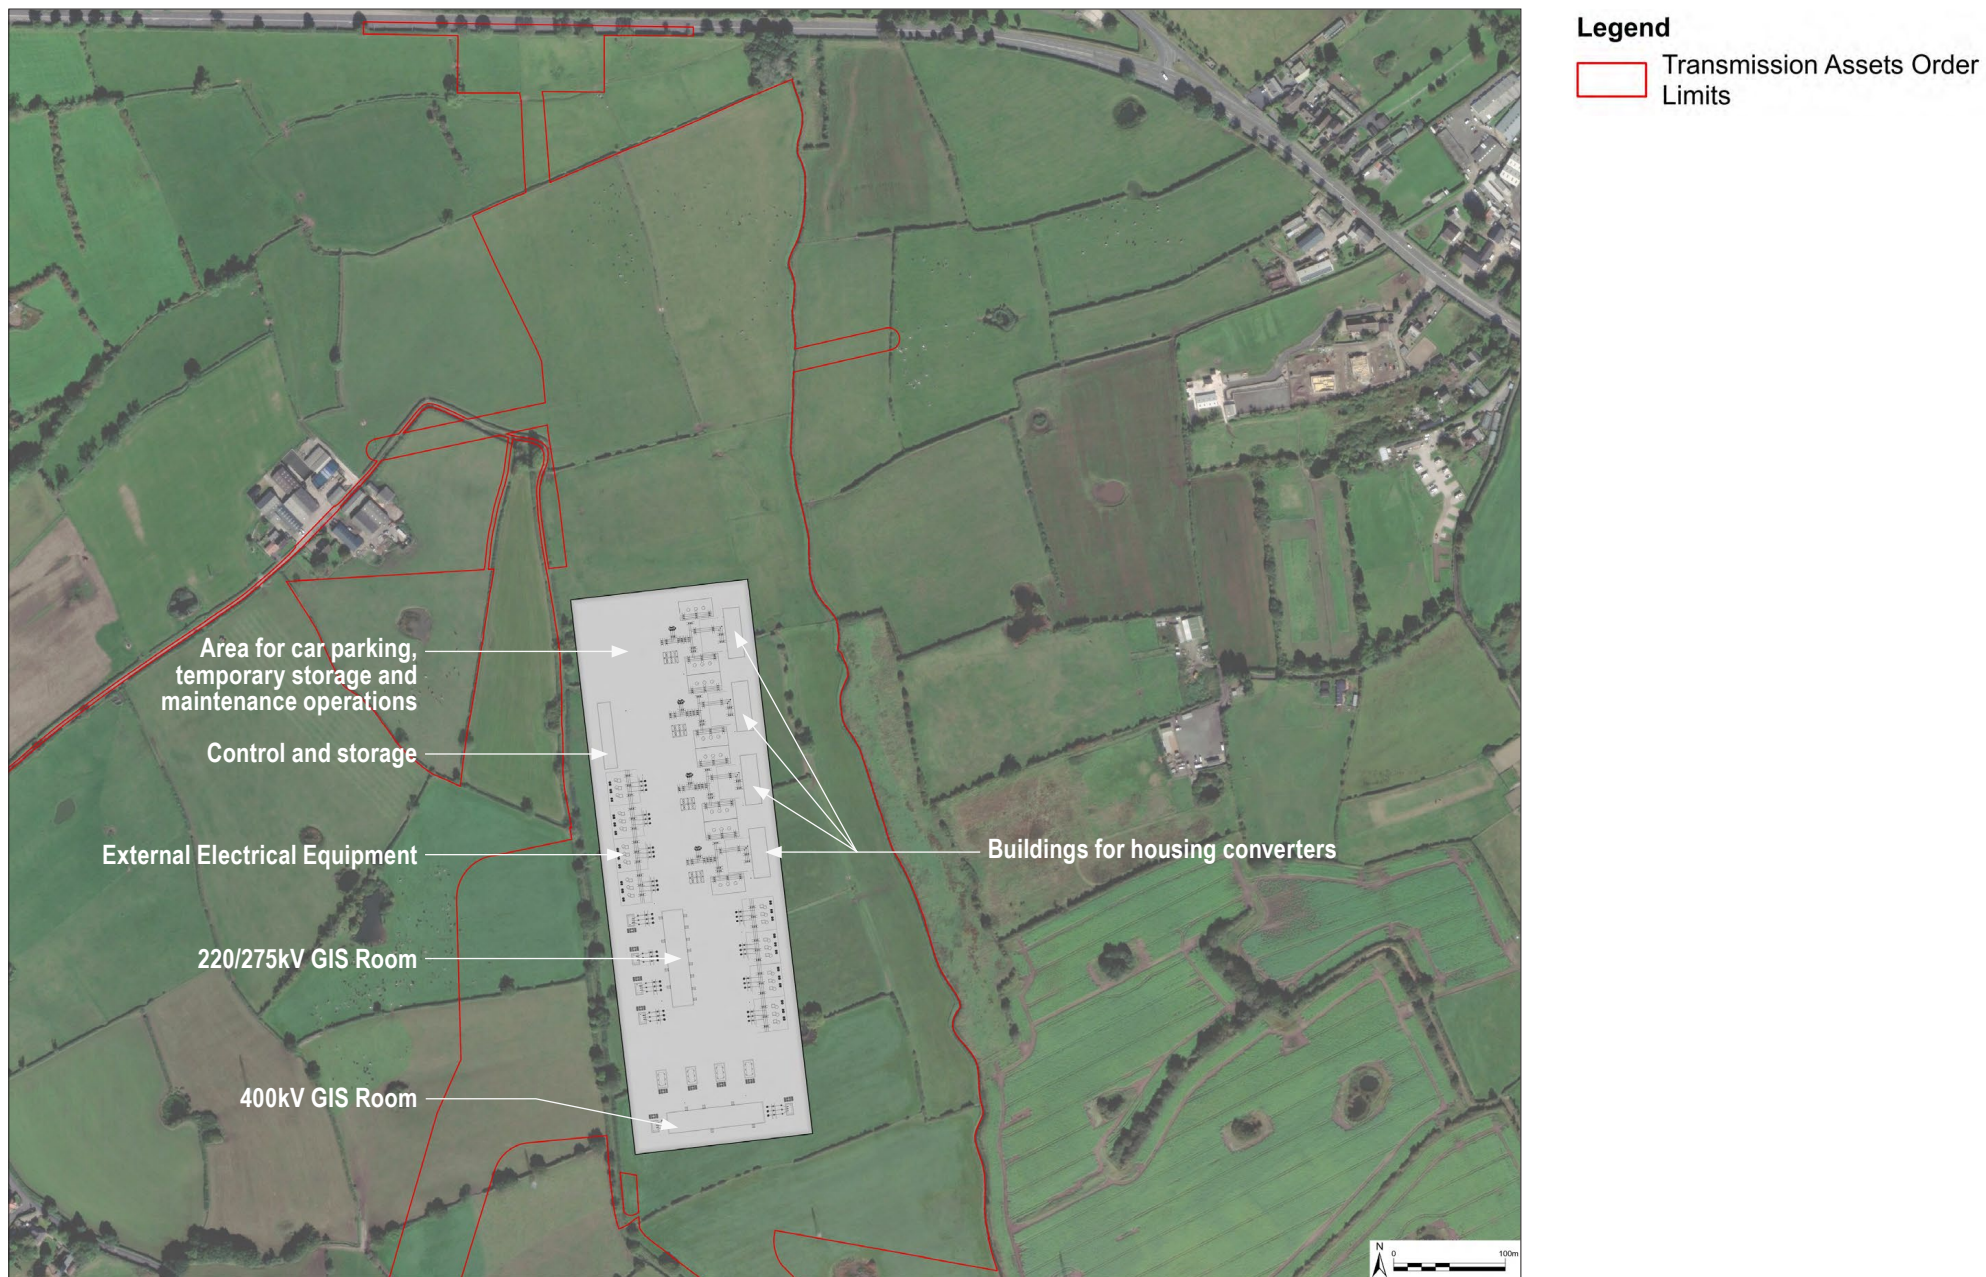 Legend
Transmission Assets Order
Limits
Area for car parking,
temporary storage and
maintenance operations
Control and storage
External Electrical Equipment
Buildings for housing converters
220/275kV GIS Room
400kV GIS Room
N
0 100m